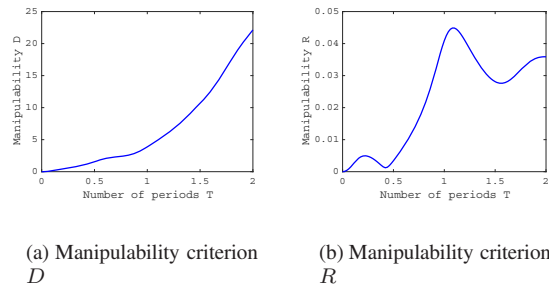 25
20
15
10
5
0
0 0.5 1 1.5 2
Manipulability D
Number of periods T
0.05
0.04
0.03
0.02
0.01
0
0 0.5 1 1.5 2
Manipulability R
Number of periods T
(a) Manipulability criterion
D
(b) Manipulability criterion
R